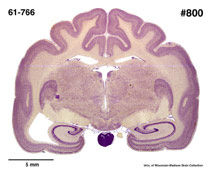 61-766 #800
5 mm
Univ. of Wisconsin-Madison Brain Collection